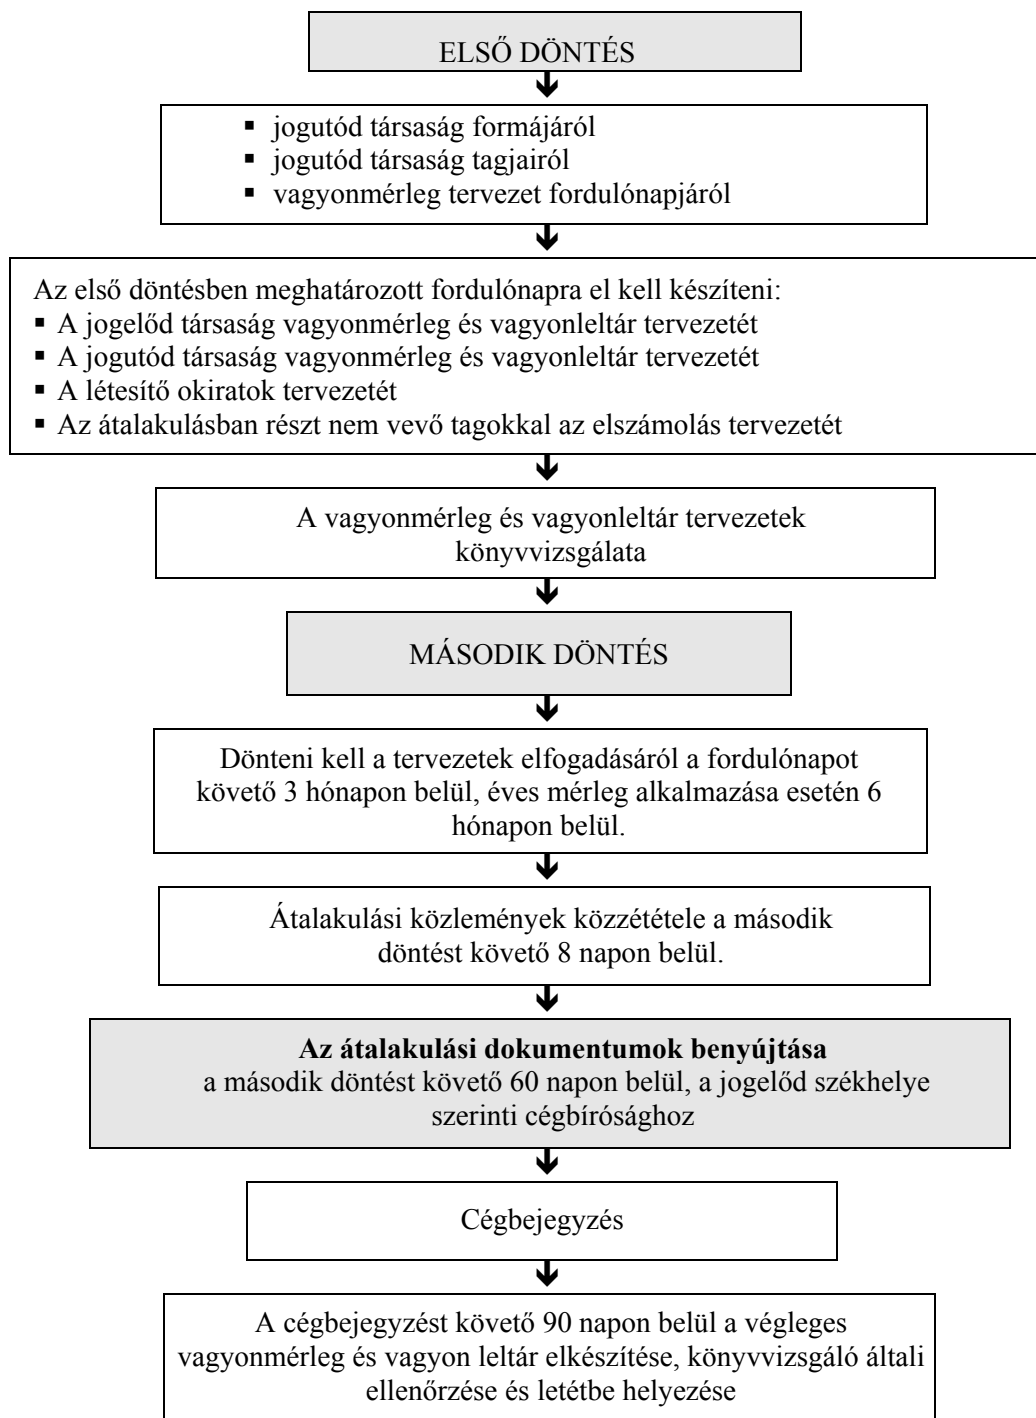 ELSŐ DÖNTÉS
▪ jogutód társaság formájáról
▪ jogutód társaság tagjairól
▪ vagyonmérleg tervezet fordulónapjáról
Az első döntésben meghatározott fordulónapra el kell készíteni:
▪ A jogelőd társaság vagyonmérleg és vagyonleltár tervezetét
▪ A jogutód társaság vagyonmérleg és vagyonleltár tervezetét
▪ A létesítő okiratok tervezetét
▪ Az átalakulásban részt nem vevő tagokkal az elszámolás tervezetét
A vagyonmérleg és vagyonleltár tervezetek
könyvvizsgálata
MÁSODIK DÖNTÉS
Dönteni kell a tervezetek elfogadásáról a fordulónapot
követő 3 hónapon belül, éves mérleg alkalmazása esetén 6
hónapon belül.
Átalakulási közlemények közzététele a második
döntést követő 8 napon belül.
Az átalakulási dokumentumok benyújtása
a második döntést követő 60 napon belül, a jogelőd székhelye
szerinti cégbírósághoz
Cégbejegyzés
A cégbejegyzést követő 90 napon belül a végleges
vagyonmérleg és vagyon leltár elkészítése, könyvvizsgáló általi
ellenőrzése és letétbe helyezése